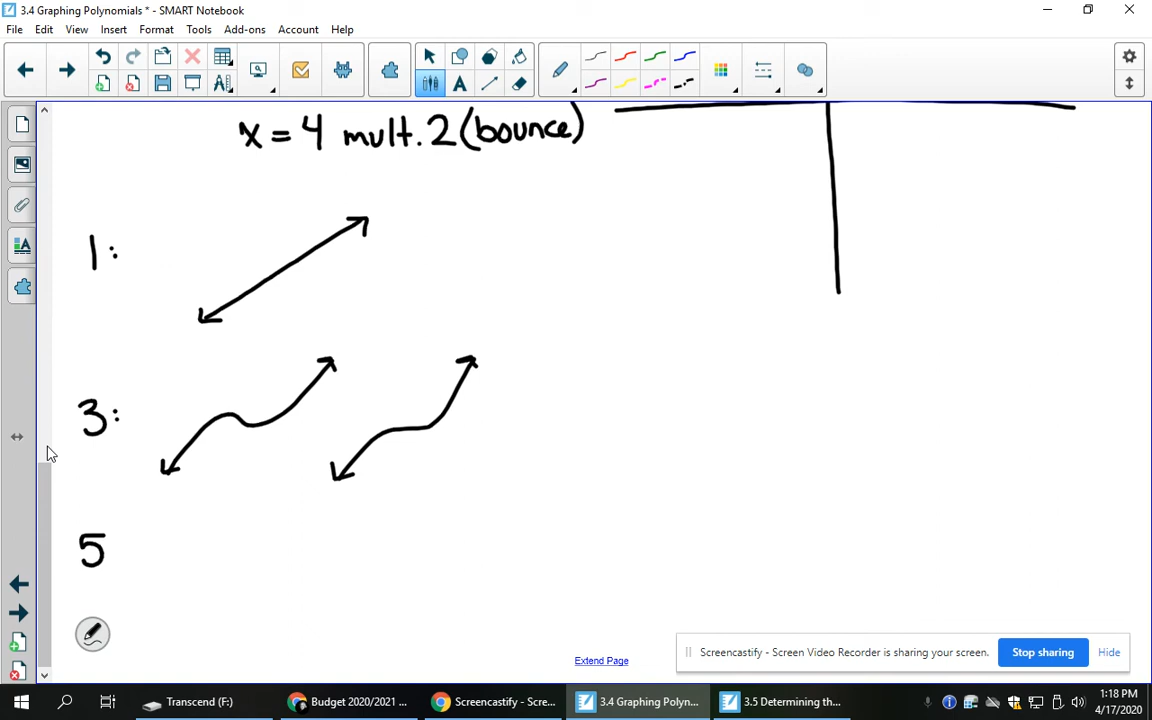 3.4 Graphing Polynomials * - SMART Notebook
File Edit View Insert Format Tools Add-ons Account Help
x = 4 mult. 2 (bounce)
1:
3:
5
Extend Page
Screencastify - Screen Video Recorder is sharing your screen. Stop sharing Hide
Transcend (F:) Budget 2020/2021 ... Screencastify - Scre... 3.4 Graphing Polyn... 3.5 Determining th...
1:18 PM
4/17/2020